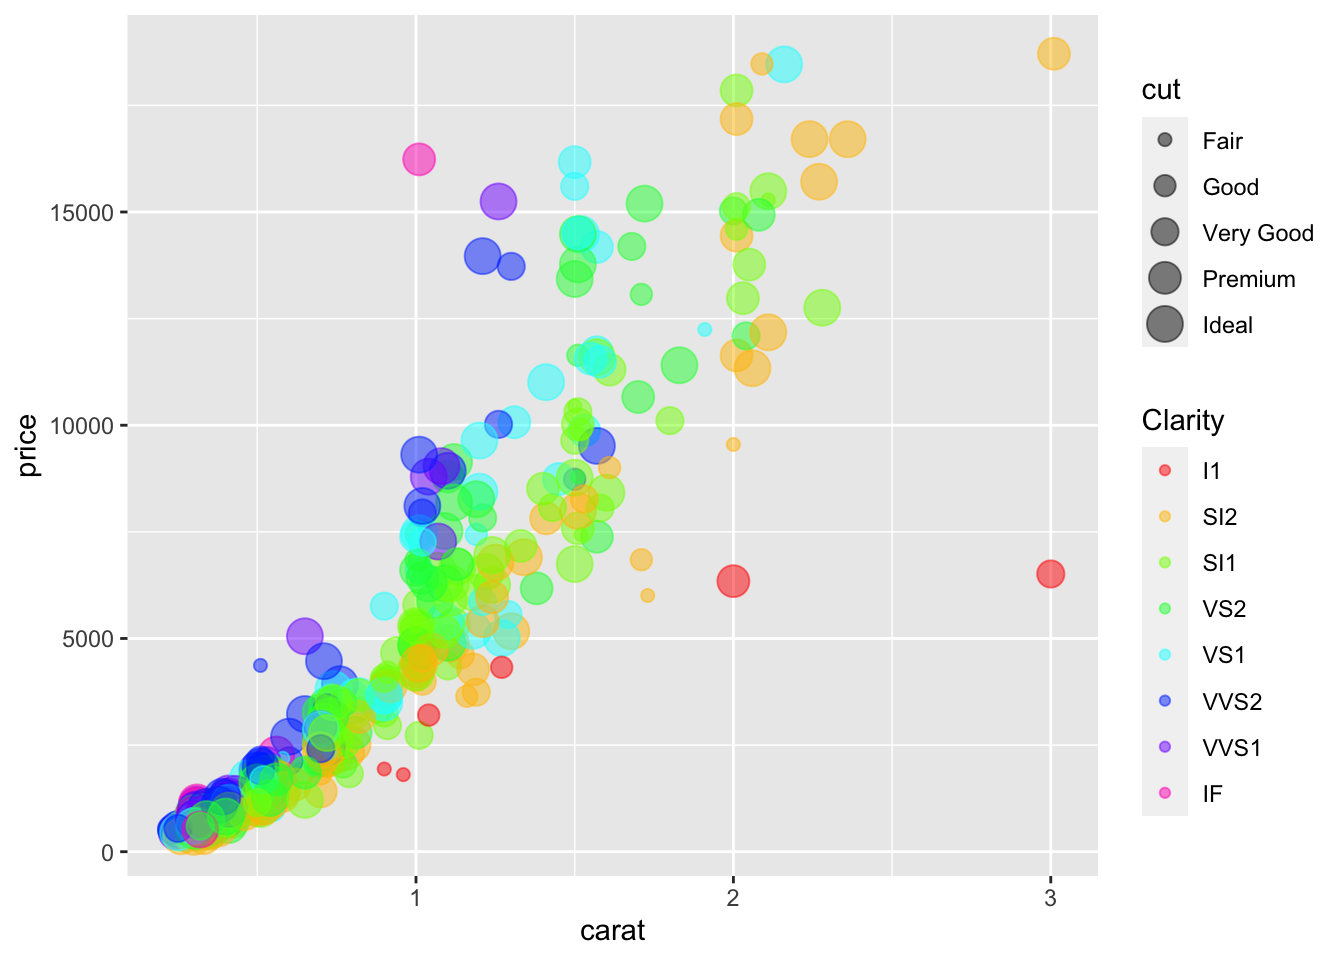 price
15000
10000
5000
0
1
2
3
carat
cut
Fair
Good
Very Good
Premium
Ideal
Clarity
I1
SI2
SI1
VS2
VS1
VVS2
VVS1
IF